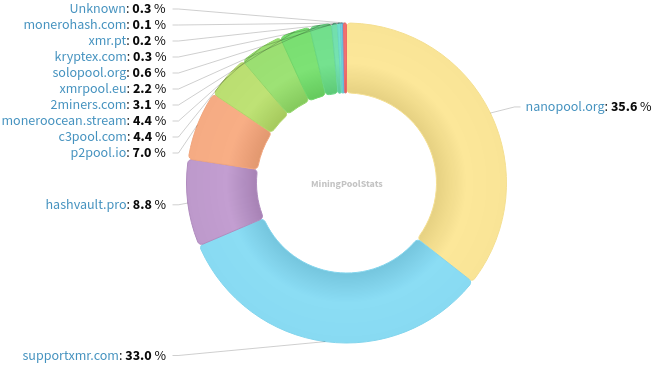 Unknown: 0.3 %
monerohash.com: 0.1 %
xmr.pt: 0.2 %
kryptex.com: 0.3 %
solopool.org: 0.6 %
xmrpool.eu: 2.2 %
2miners.com: 3.1 %
moneroocean.stream: 4.4 %
c3pool.com: 4.4 %
p2pool.io: 7.0 %
hashvault.pro: 8.8 %
supportxmr.com: 33.0 %
nanopool.org: 35.6 %
MiningPoolStats